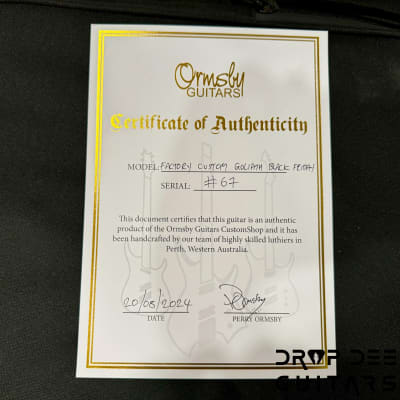 Ormsby
GUITARS
Certificate of Authenticity
MODEL: FACTORY CUSTOM GOLIATH BLACK
SERIAL: #67
This document certifies that this guitar is an authentic
product of the Ormsby Guitars CustomShop and it has
been handcrafted by our team of highly skilled luthiers in
Perth, Western Australia.
20/08/2024 POrmsby
DATE PERRY ORMSBY
DROP DEE
GUITARS